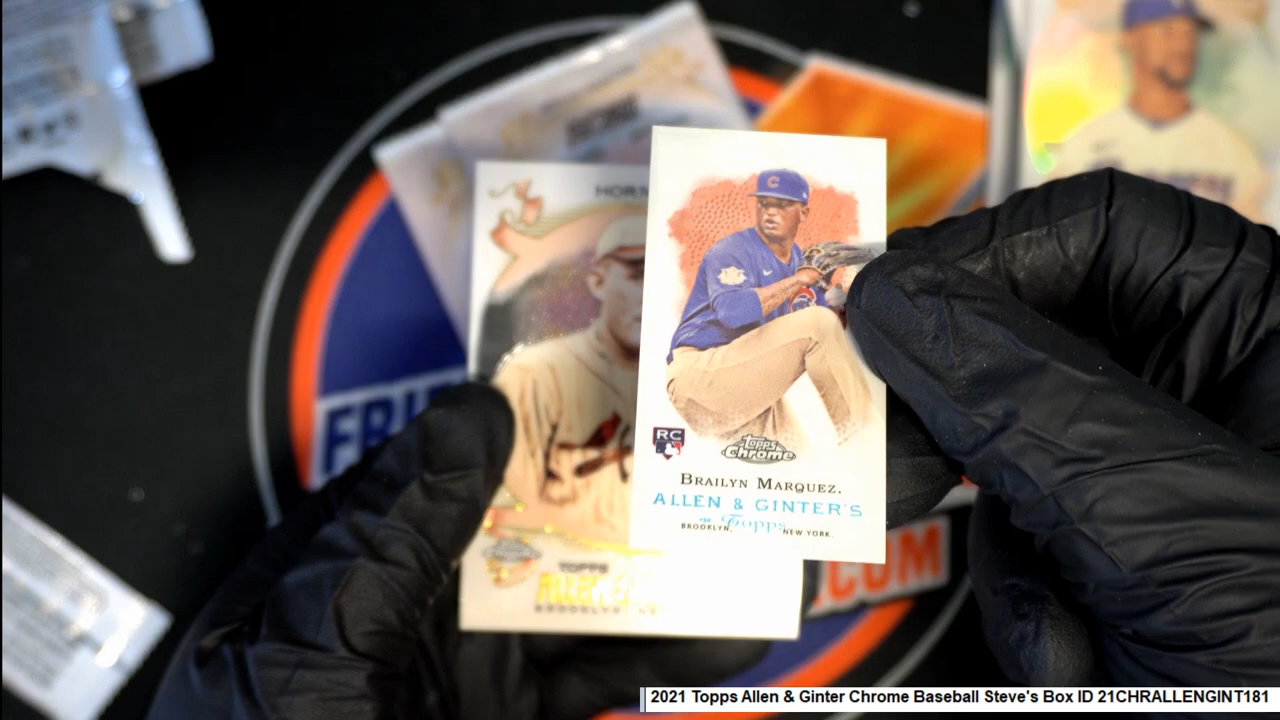 HORN
RC
Topps
Chrome
BRAILYN MARQUEZ.
ALLEN & GINTER'S
BROOKLYN, Topps NEW YORK.
TOPPS
FRI
.COM
2021 Topps Allen & Ginter Chrome Baseball Steve's Box ID 21CHRALLENGINT181